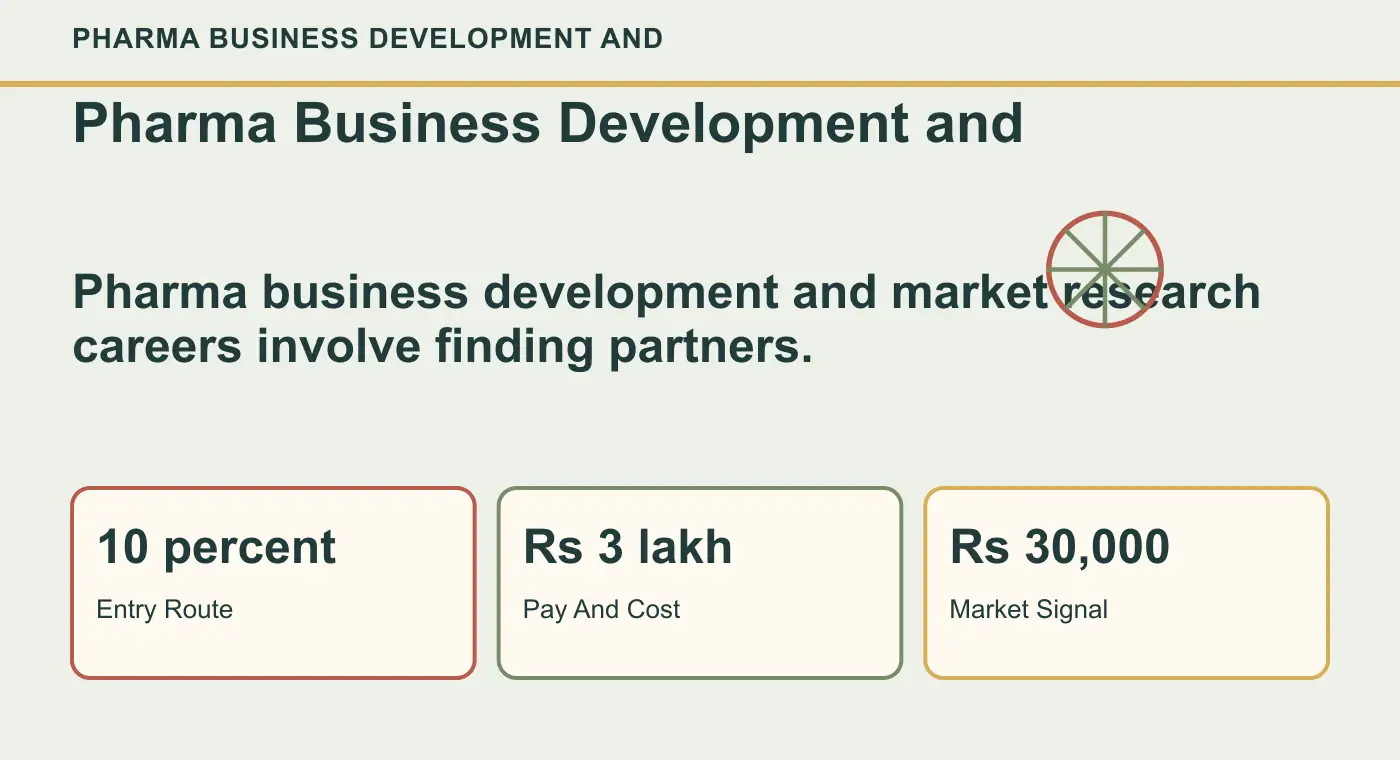 PHARMA BUSINESS DEVELOPMENT AND
Pharma Business Development and
Pharma business development and market research
careers involve finding partners.
10 percent
Entry Route
Rs 3 lakh
Pay And Cost
Rs 30,000
Market Signal